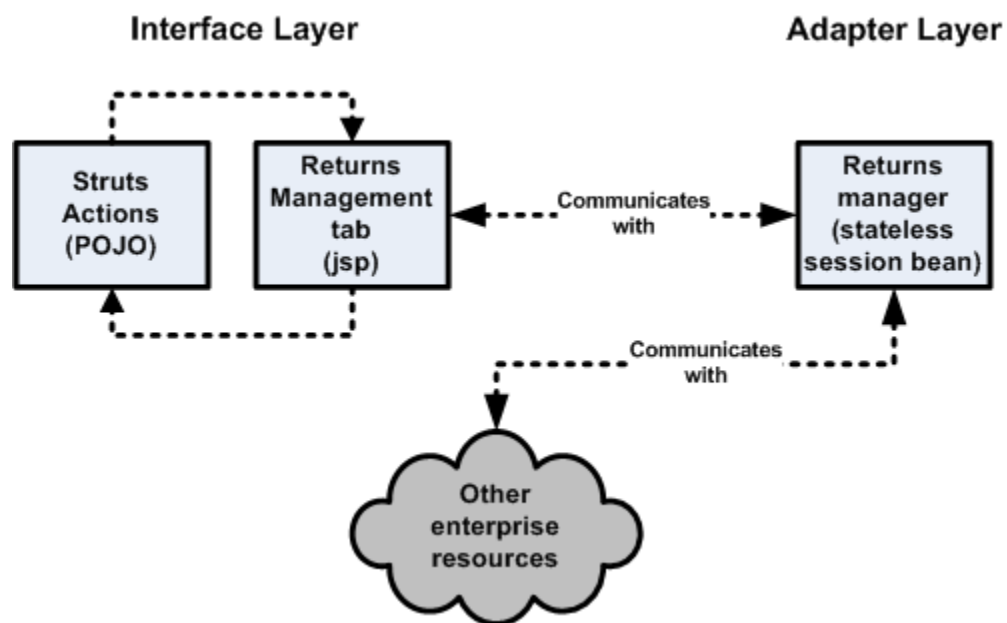 Interface Layer
Adapter Layer
Struts
Actions
(POJO)
Returns
Management
tab
(jsp)
Communicates
with
Returns
manager
(stateless
session bean)
Communicates
with
Other
enterprise
resources